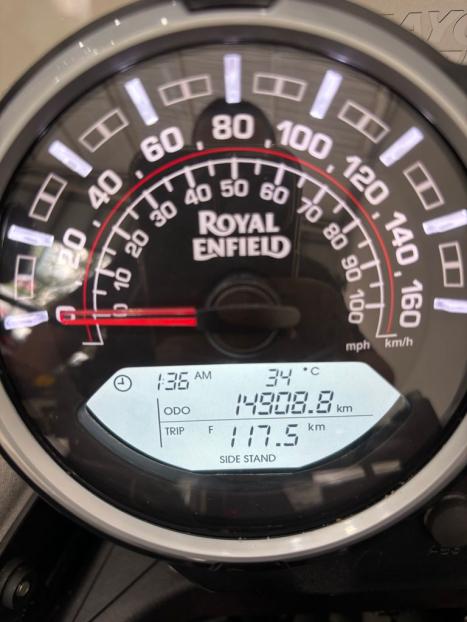 20 40 60 80 100 120 140 160
0 10 20 30 40 50 60 70 80 90 100
ROYAL
ENFIELD
mph km/h
1:36 AM 34 °C
ODO 14908.8 km
TRIP F 117.5 km
SIDE STAND